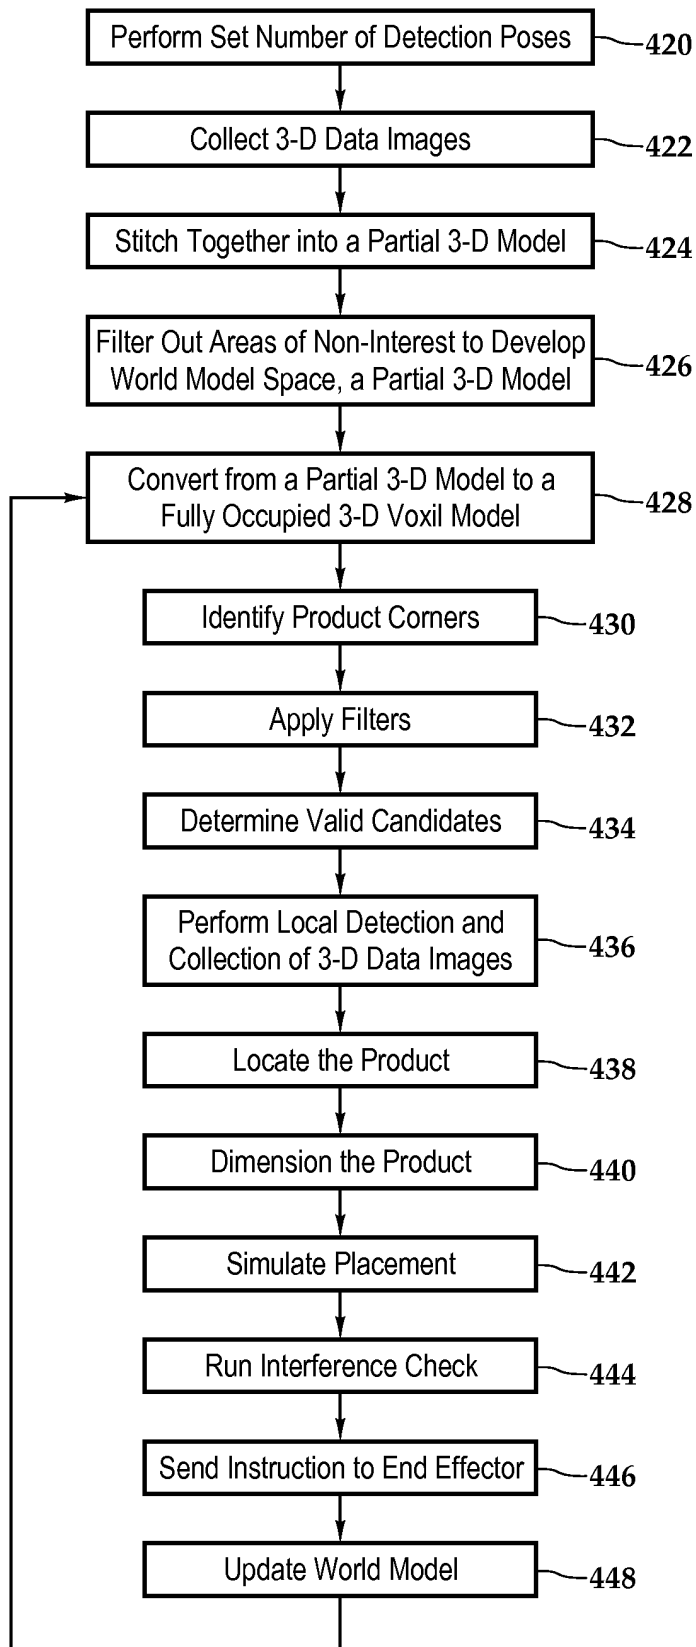 Perform Set Number of Detection Poses
420
Collect 3-D Data Images
422
Stitch Together into a Partial 3-D Model
424
Filter Out Areas of Non-Interest to Develop
World Model Space, a Partial 3-D Model
426
Convert from a Partial 3-D Model to a
Fully Occupied 3-D Voxil Model
428
Identify Product Corners
430
Apply Filters
432
Determine Valid Candidates
434
Perform Local Detection and
Collection of 3-D Data Images
436
Locate the Product
438
Dimension the Product
440
Simulate Placement
442
Run Interference Check
444
Send Instruction to End Effector
446
Update World Model
448